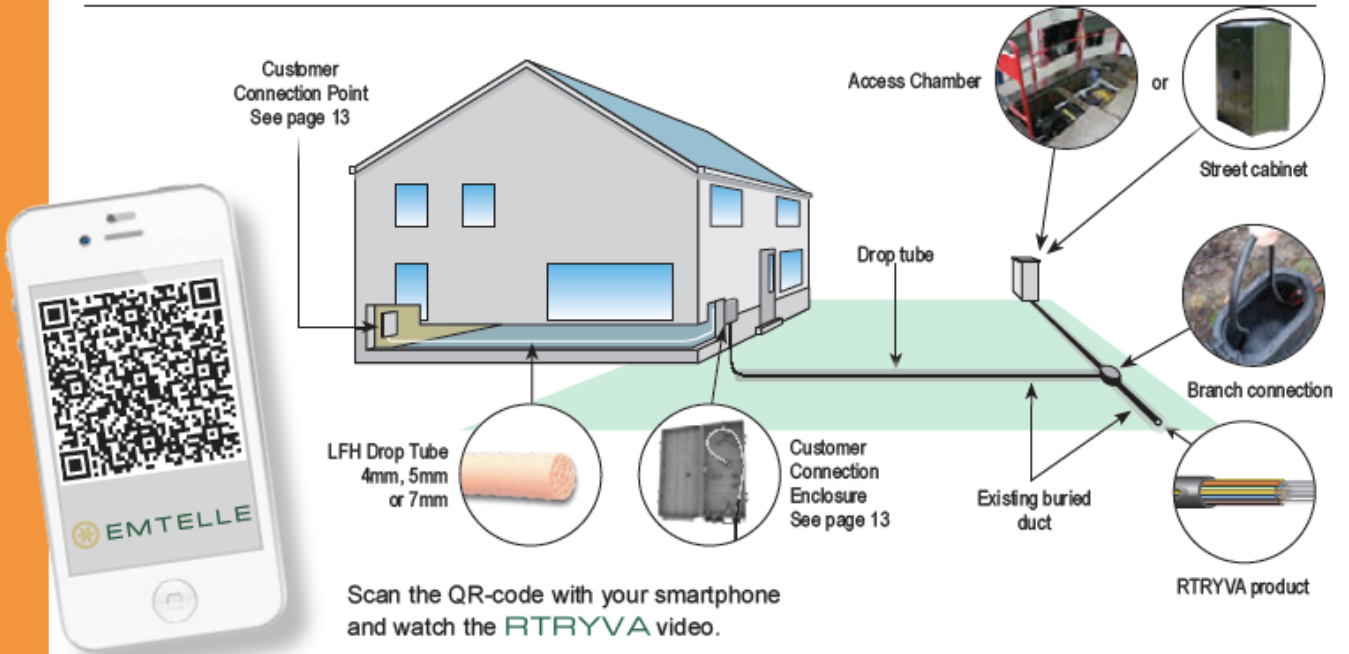 Customer
Connection Point
See page 13
Access Chamber
or
Street cabinet
Drop tube
Branch connection
LFH Drop Tube
4mm, 5mm
or 7mm
Customer
Connection
Enclosure
See page 13
Existing buried
duct
RTRYVA product
EMTELLE
Scan the QR-code with your smartphone
and watch the RTRYVA video.